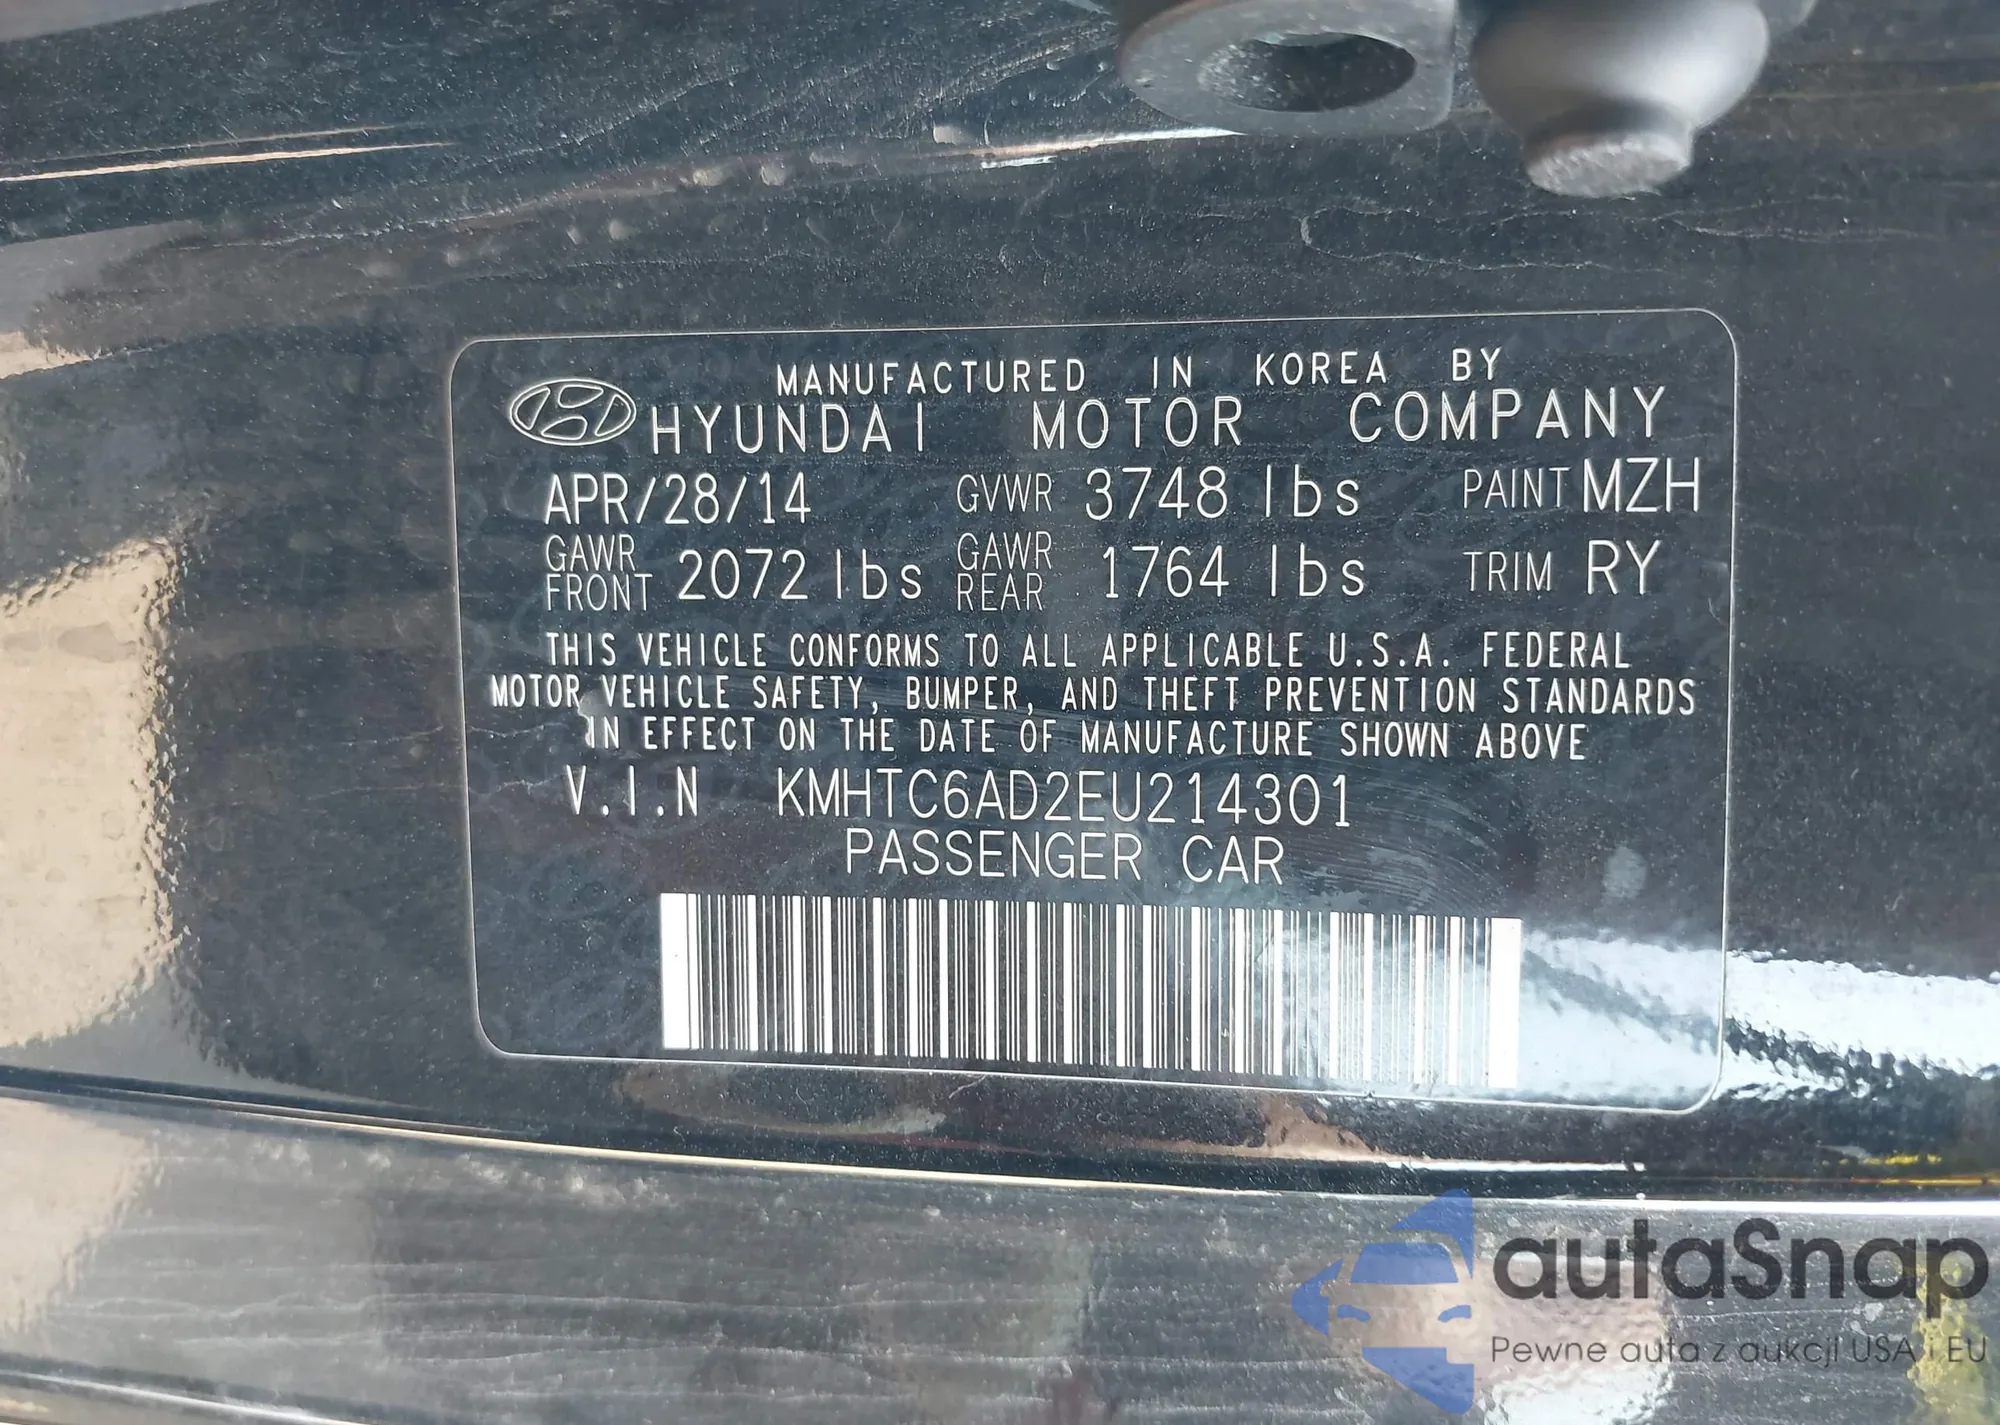 MANUFACTURED IN KOREA BY
HYUNDAI MOTOR COMPANY
APR/28/14 GVWR 3748 lbs PAINT MZH
GAWR FRONT 2072 lbs GAWR REAR 1764 lbs TRIM RY
THIS VEHICLE CONFORMS TO ALL APPLICABLE U.S.A. FEDERAL
MOTOR VEHICLE SAFETY, BUMPER, AND THEFT PREVENTION STANDARDS
IN EFFECT ON THE DATE OF MANUFACTURE SHOWN ABOVE
V.I.N KMHTC6AD2EU214301
PASSENGER CAR
autaSnap
Pewne auta z aukcji USA i EU